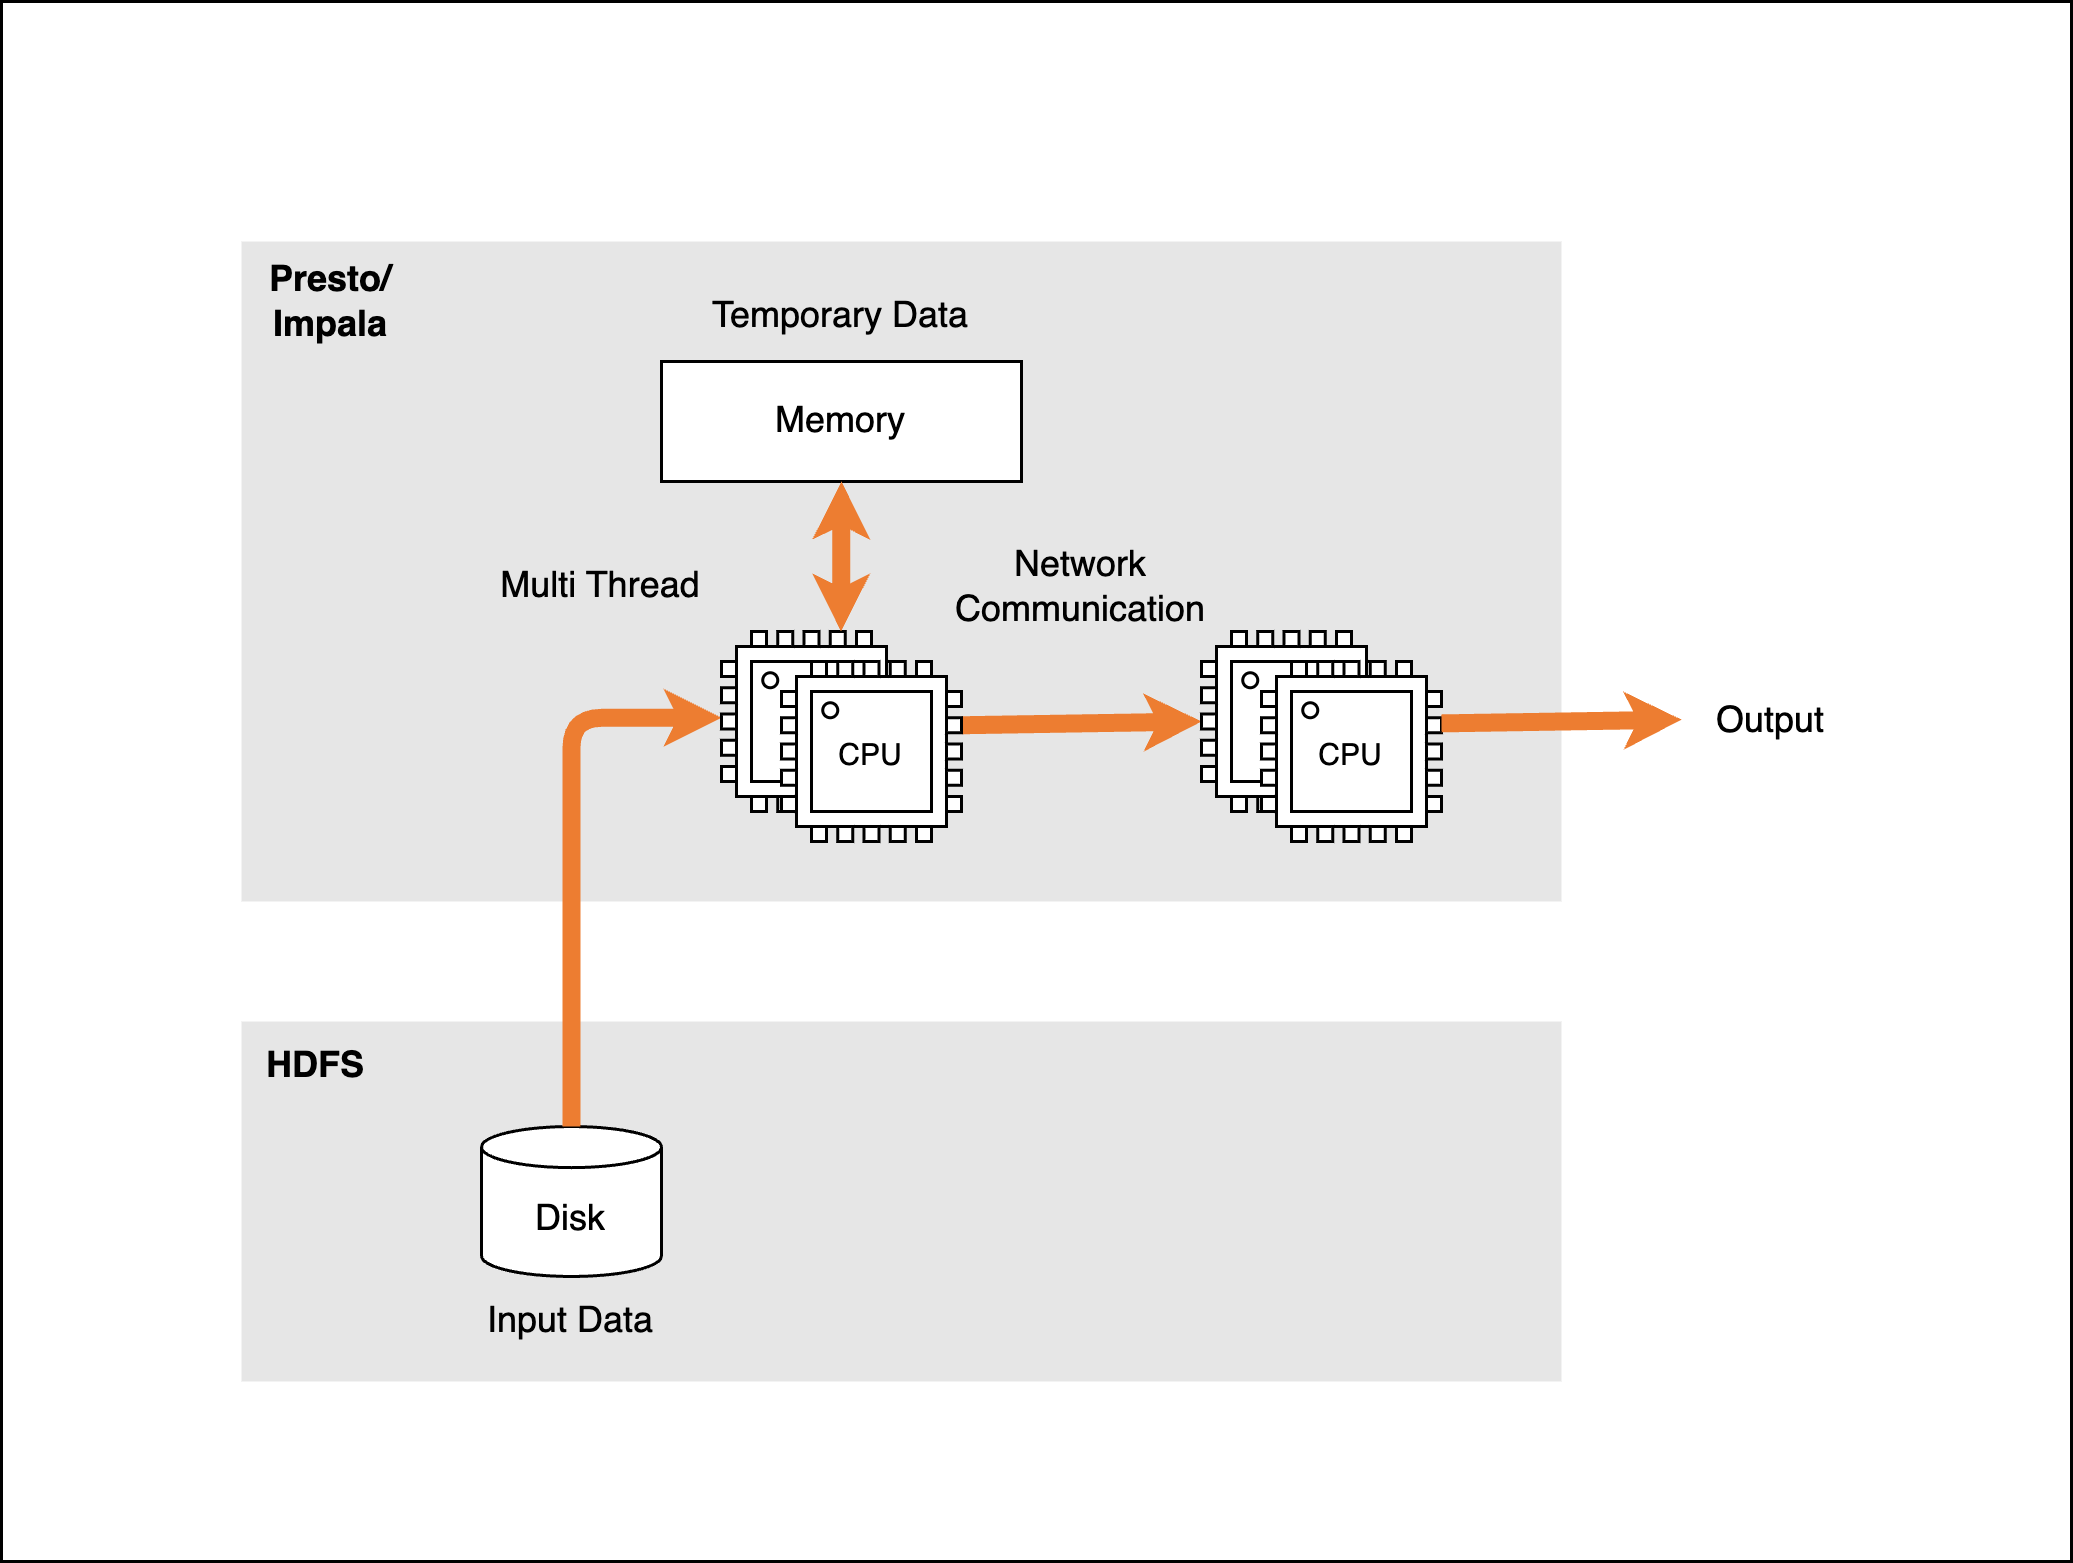 Presto/
Impala
Temporary Data
Memory
Multi Thread
Network
Communication
CPU
CPU
Output
HDFS
Disk
Input Data